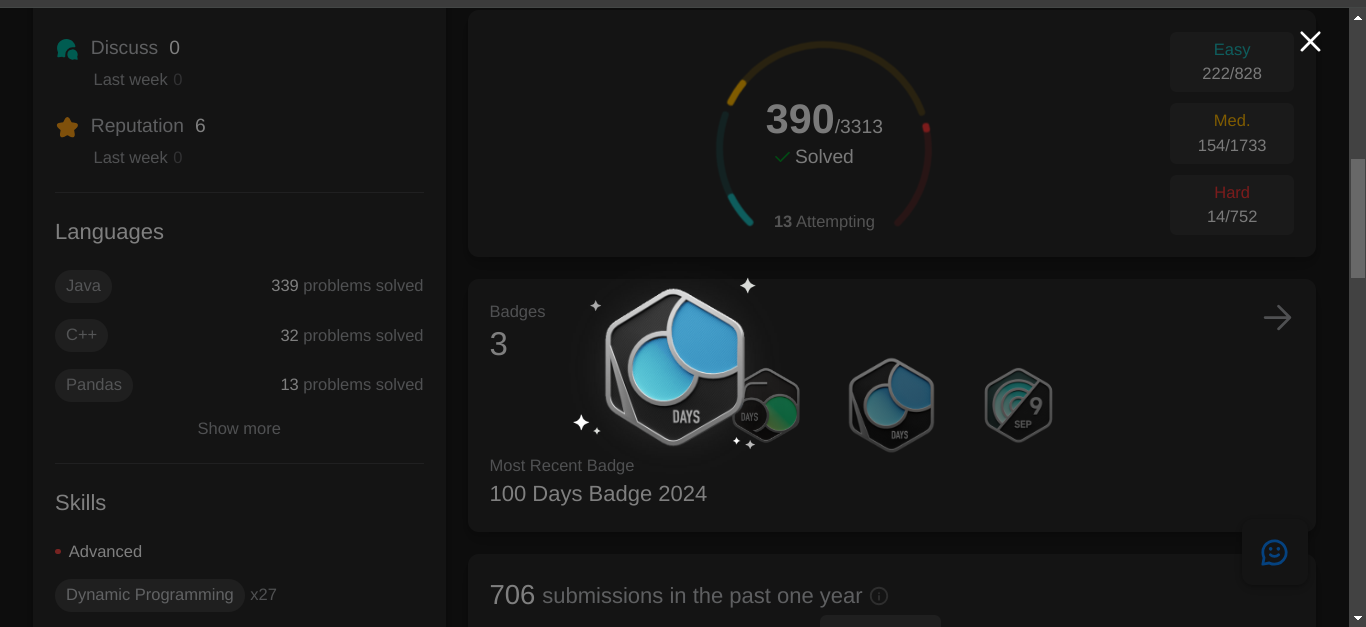 Discuss 0
Last week 0
Reputation 6
Last week 0
Languages
Java 339 problems solved
C++ 32 problems solved
Pandas 13 problems solved
Show more
Skills
Advanced
Dynamic Programming x27
390/3313
Solved
13 Attempting
Easy
222/828
Med.
154/1733
Hard
14/752
Badges
3
DAYS
DAYS
DAYS
9
SEP
Most Recent Badge
100 Days Badge 2024
706 submissions in the past one year